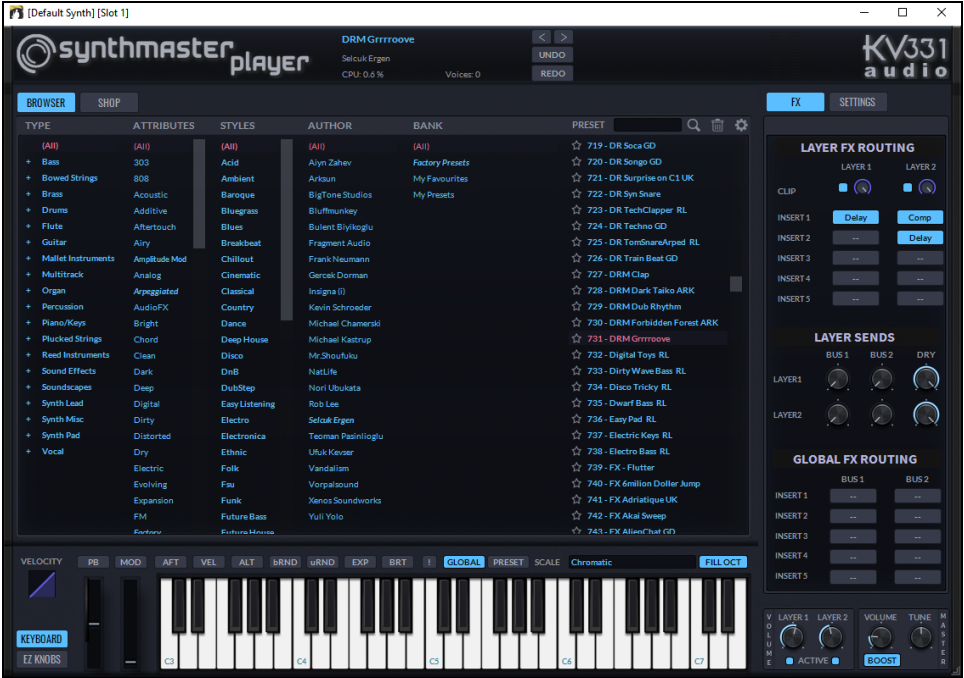 [Default Synth] [Slot 1]
synthmaster player
DRM Grrrroove
Selcuk Ergen
CPU: 0.6 %
Voices: 0
< >
UNDO
REDO
KV331
audio
BROWSER
SHOP
FX
SETTINGS
TYPE
(All)
+ Bass
+ Bowed Strings
+ Brass
+ Drums
+ Flute
+ Guitar
+ Mallet Instruments
+ Multitrack
+ Organ
+ Percussion
+ Piano/Keys
+ Plucked Strings
+ Reed Instruments
+ Sound Effects
+ Soundscapes
+ Synth Lead
+ Synth Misc
+ Synth Pad
+ Vocal
ATTRIBUTES
(All)
303
808
Acoustic
Additive
Aftertouch
Airy
Amplitude Mod
Analog
Arpeggiated
AudioFX
Bright
Chord
Clean
Dark
Deep
Digital
Dirty
Distorted
Dry
Electric
Evolving
Expansion
FM
Factory
STYLES
(All)
Acid
Ambient
Baroque
Bluegrass
Blues
Breakbeat
Chillout
Cinematic
Classical
Country
Dance
Deep House
Disco
DnB
DubStep
Easy Listening
Electro
Electronica
Ethnic
Folk
Fsu
Funk
Future Bass
Future House
AUTHOR
(All)
Aiyn Zahev
Arksun
BigTone Studios
Bluffmunkey
Bulent Biyikoglu
Fragment Audio
Frank Neumann
Gercek Dorman
Insigna (i)
Kevin Schroeder
Michael Chamerski
Michael Kastrup
Mr.Shoufuku
NatLife
Nori Ubukata
Rob Lee
Selcuk Ergen
Teoman Pasinlioglu
Ufuk Kevser
Vandalism
Vorpalsound
Xenos Soundworks
Yuli Yolo
BANK
(All)
Factory Presets
My Favourites
My Presets
PRESET
719 - DR Soca GD
720 - DR Songo GD
721 - DR Surprise on C1 UK
722 - DR Syn Snare
723 - DR TechClapper RL
724 - DR Techno GD
725 - DR TomSnareArped RL
726 - DR Train Beat GD
727 - DRM Clap
728 - DRM Dark Taiko ARK
729 - DRM Dub Rhythm
730 - DRM Forbidden Forest ARK
731 - DRM Grrrroove
732 - Digital Toys RL
733 - Dirty Wave Bass RL
734 - Disco Tricky RL
735 - Dwarf Bass RL
736 - Easy Pad RL
737 - Electric Keys RL
738 - Electro Bass RL
739 - FX - Flutter
740 - FX 6million Doller Jump
741 - FX Adriatique UK
742 - FX Akai Sweep
743 - FX AlienChat GD
LAYER FX ROUTING
LAYER 1 LAYER 2
CLIP
INSERT 1 Delay Comp
INSERT 2 -- Delay
INSERT 3 -- --
INSERT 4 -- --
INSERT 5 -- --
LAYER SENDS
BUS 1 BUS 2 DRY
LAYER1
LAYER2
GLOBAL FX ROUTING
BUS 1 BUS 2
INSERT 1 -- --
INSERT 2 -- --
INSERT 3 -- --
INSERT 4 -- --
INSERT 5 -- --
VELOCITY
PB MOD AFT VEL ALT bRND uRND EXP BRT ! GLOBAL PRESET SCALE Chromatic FILL OCT
KEYBOARD
EZ KNOBS
C3 C4 C5 C6 C7
VOLUME
LAYER 1 LAYER 2
ACTIVE
VOLUME TUNE
BOOST
MASTER